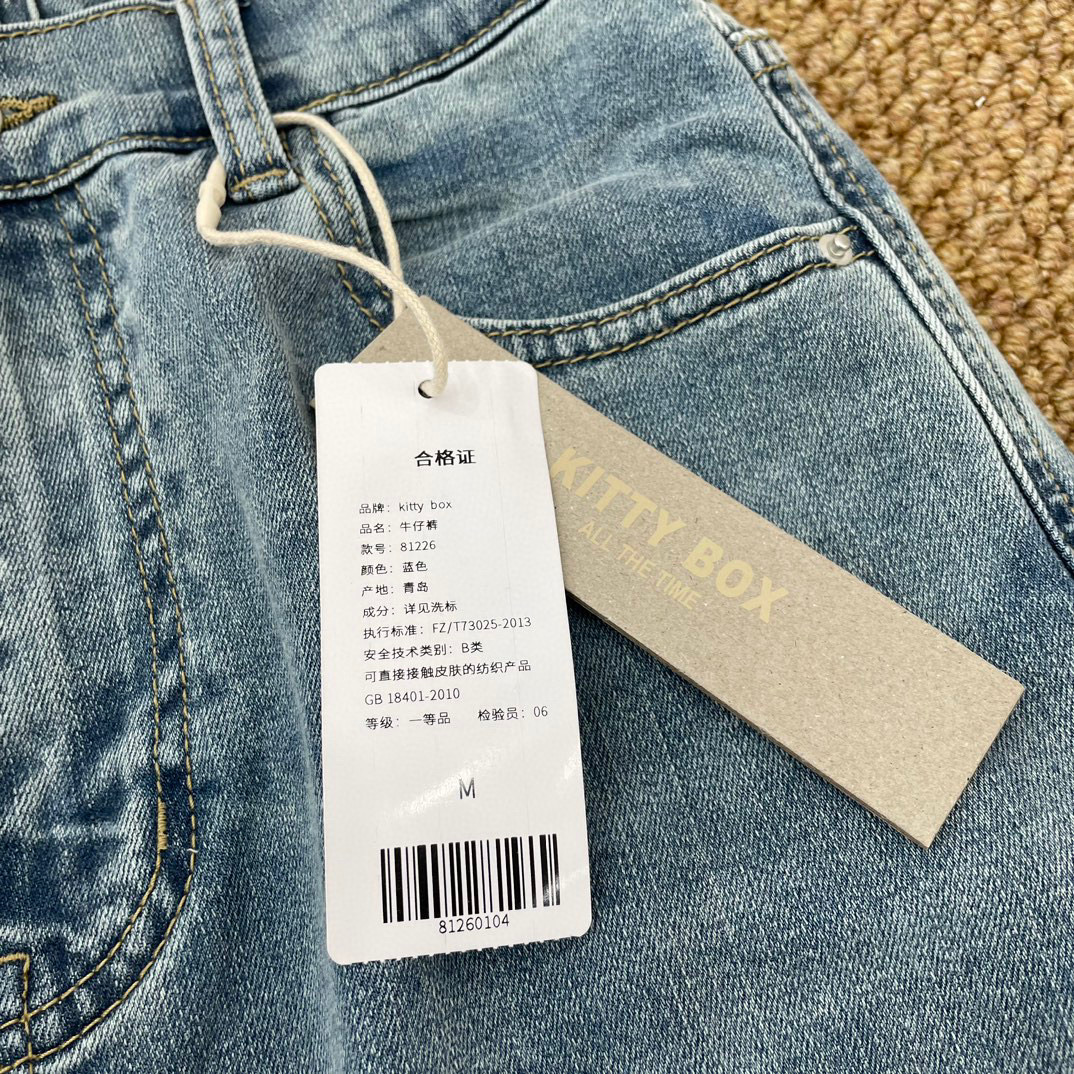 合格证
品牌：kitty box
品名：牛仔裤
款号：81226
颜色：蓝色
产地：青岛
成分：详见洗标
执行标准：FZ/T73025-2013
安全技术类别：B类
可直接接触皮肤的纺织产品
GB 18401-2010
等级：一等品 检验员：06
M
81260104
KITTY BOX
ALL THE TIME